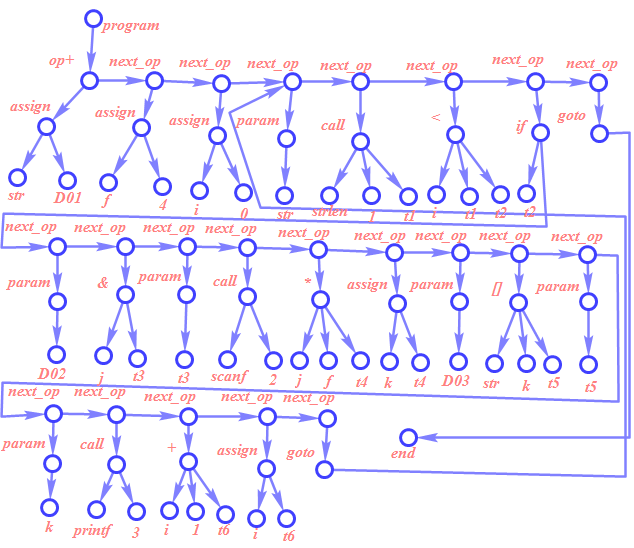 program
op+ next_op next_op next_op next_op next_op next_op next_op
assign assign assign param call < if goto
str D01 f 4 i 0 str strlen 1 t1 i t1 t2 t2
next_op next_op next_op next_op next_op next_op next_op next_op next_op
param & param call * assign param [] param
D02 j t3 t3 scanf 2 j f t4 k t4 D03 str k t5 t5
next_op next_op next_op next_op next_op
param call + assign goto end
k printf 3 i 1 t6 i t6